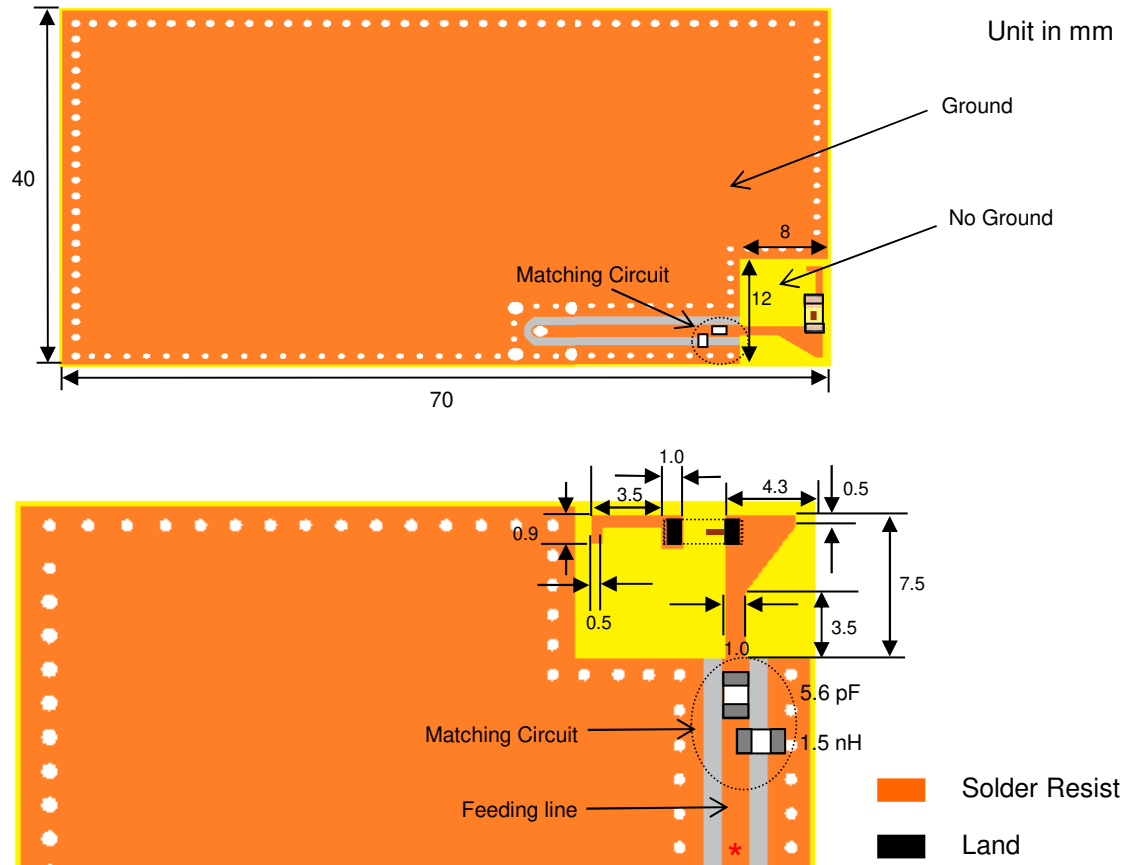 Unit in mm
Ground
40
No Ground
8
Matching Circuit
12
70
1.0
3.5
4.3
0.5
0.9
7.5
0.5
3.5
1.0
5.6 pF
Matching Circuit
1.5 nH
Feeding line
Solder Resist
*
Land